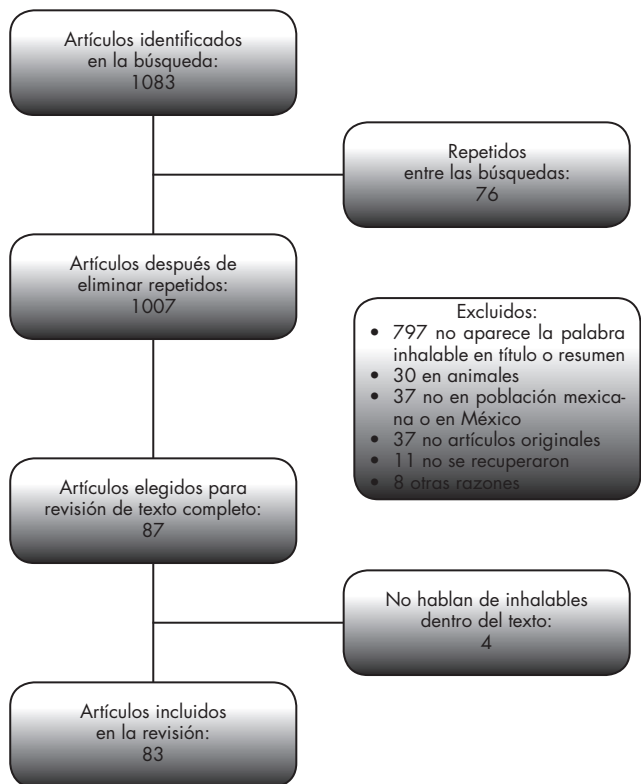 Artículos identificados
en la búsqueda:
1083
Repetidos
entre las búsquedas:
76
Artículos después de
eliminar repetidos:
1007
Excluidos:
• 797 no aparece la palabra
inhalable en título o resumen
• 30 en animales
• 37 no en población mexica-
na o en México
• 37 no artículos originales
• 11 no se recuperaron
• 8 otras razones
Artículos elegidos para
revisión de texto completo:
87
No hablan de inhalables
dentro del texto:
4
Artículos incluidos
en la revisión:
83